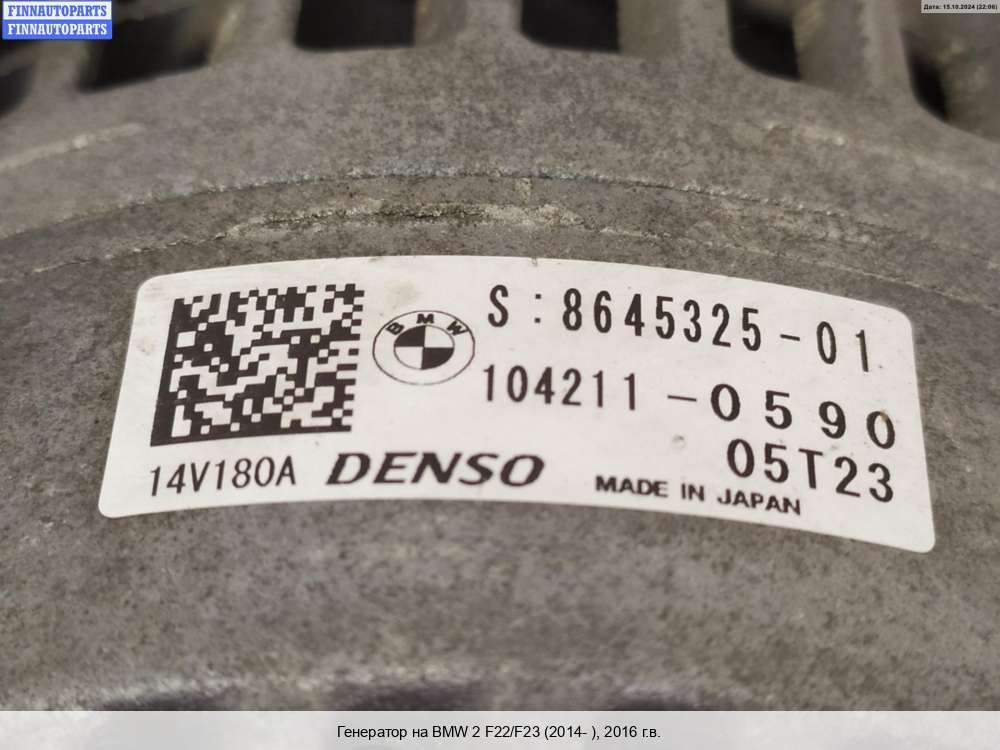 FINNAUTOPARTS
FINNAUTOPARTS
Дата: 15.10.2024 (22:06)
S:8645325-01
BMW
104211-0590
05T23
14V180A DENSO
MADE IN JAPAN
Генератор на BMW 2 F22/F23 (2014- ), 2016 г.в.